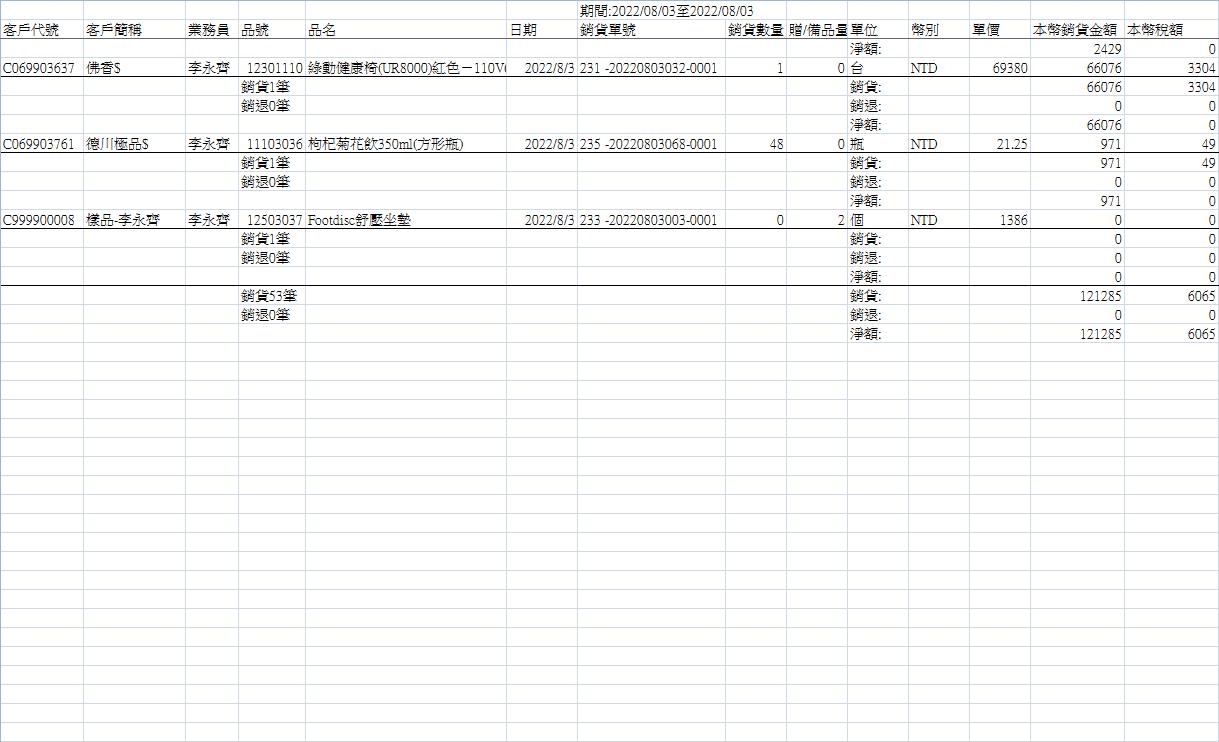 期間:2022/08/03至2022/08/03
客戶代號 客戶簡稱 業務員 品號 品名 日期 銷貨單號 銷貨數量 贈/備品量 單位 幣別 單價 本幣銷貨金額 本幣稅額
淨額: 2429 0
C069903637 佛香$ 李永齊 12301110 綠動健康椅(UR8000)紅色－110V( 2022/8/3 231 -20220803032-0001 1 0 台 NTD 69380 66076 3304
銷貨1筆 銷貨: 66076 3304
銷退0筆 銷退: 0 0
淨額: 66076 0
C069903761 德川極品$ 李永齊 11103036 枸杞菊花飲350ml(方形瓶) 2022/8/3 235 -20220803068-0001 48 0 瓶 NTD 21.25 971 49
銷貨1筆 銷貨: 971 49
銷退0筆 銷退: 0 0
淨額: 971 0
C999900008 樣品-李永齊 李永齊 12503037 Footdisc舒壓坐墊 2022/8/3 233 -20220803003-0001 0 2 個 NTD 1386 0 0
銷貨1筆 銷貨: 0 0
銷退0筆 銷退: 0 0
淨額: 0 0
銷貨53筆 銷貨: 121285 6065
銷退0筆 銷退: 0 0
淨額: 121285 6065